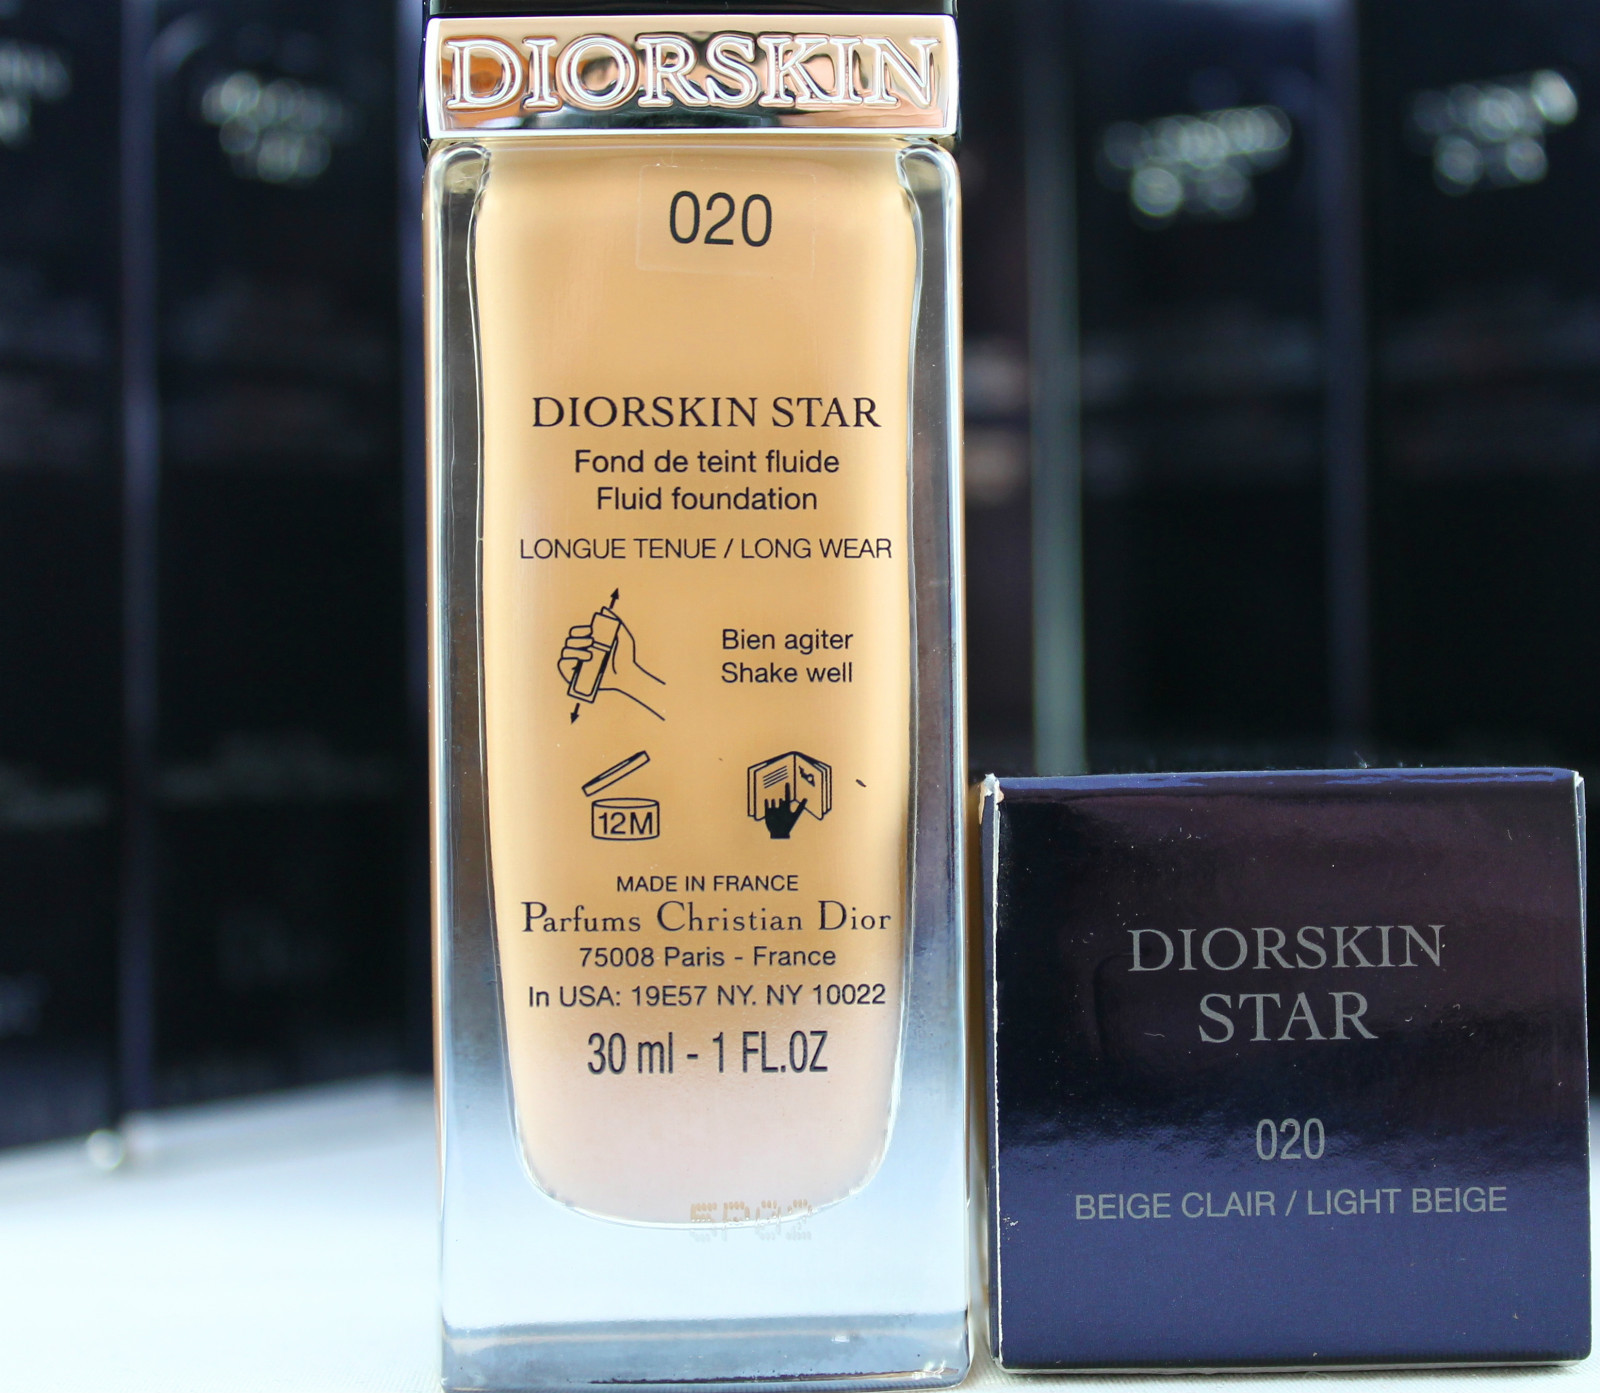 DIORSKIN
020
DIORSKIN STAR
Fond de teint fluide
Fluid foundation
LONGUE TENUE / LONG WEAR
Bien agiter
Shake well
12M
MADE IN FRANCE
Parfums Christian Dior
75008 Paris - France
In USA: 19E57 NY. NY 10022
30 ml - 1 FL.OZ
DIORSKIN
STAR
020
BEIGE CLAIR / LIGHT BEIGE